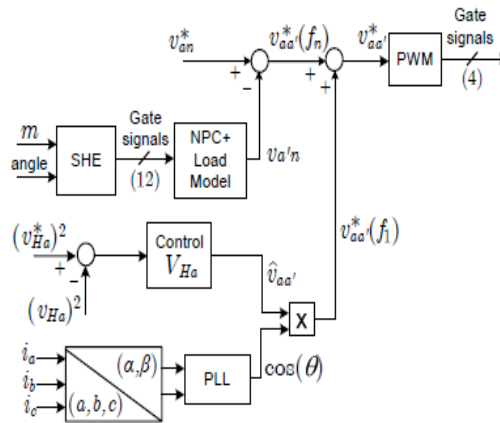 v*an
+
−
v*aa′(fn)
+
+
v*aa′
PWM
Gate
signals
(4)
m
angle
SHE
Gate
signals
(12)
NPC+
Load
Model
va′n
v*aa′(f1)
(v*Ha)2
+
−
(vHa)2
Control
VHa
v̂aa′
X
ia
ib
ic
(α,β)
(a,b,c)
PLL
cos(θ)